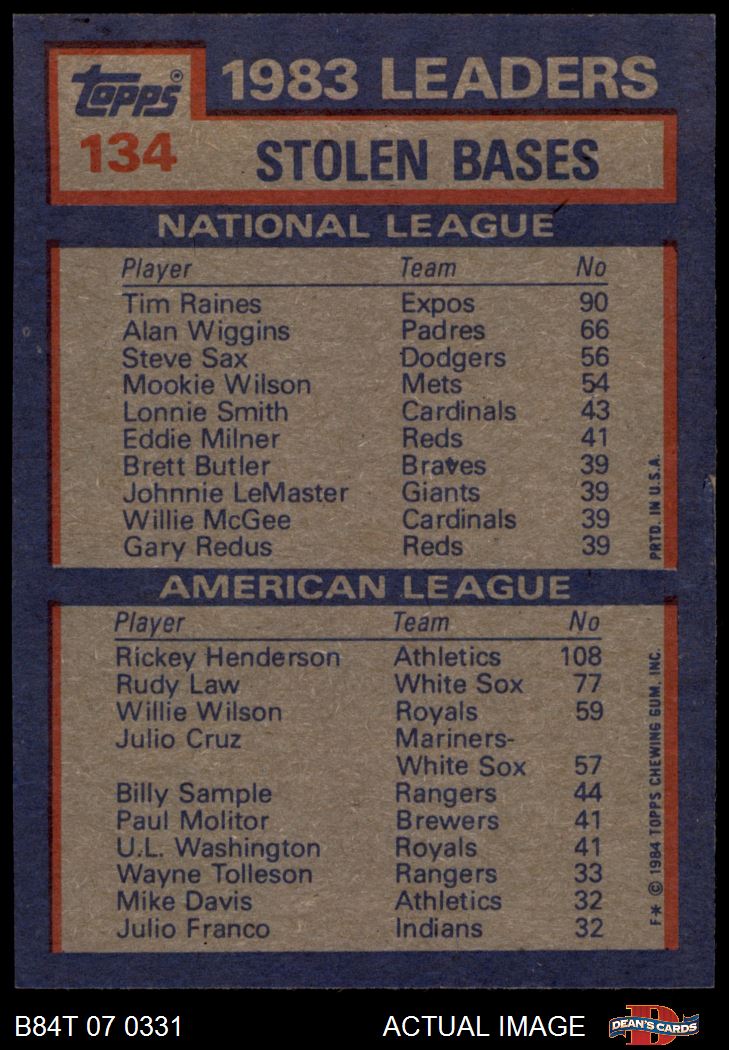 Topps® 1983 LEADERS
134 STOLEN BASES
NATIONAL LEAGUE
Player Team No
Tim Raines Expos 90
Alan Wiggins Padres 66
Steve Sax Dodgers 56
Mookie Wilson Mets 54
Lonnie Smith Cardinals 43
Eddie Milner Reds 41
Brett Butler Braves 39
Johnnie LeMaster Giants 39
Willie McGee Cardinals 39
Gary Redus Reds 39
PRTD. IN U.S.A.
AMERICAN LEAGUE
Player Team No
Rickey Henderson Athletics 108
Rudy Law White Sox 77
Willie Wilson Royals 59
Julio Cruz Mariners-
White Sox 57
Billy Sample Rangers 44
Paul Molitor Brewers 41
U.L. Washington Royals 41
Wayne Tolleson Rangers 33
Mike Davis Athletics 32
Julio Franco Indians 32
F* © 1984 TOPPS CHEWING GUM, INC.
B84T 07 0331 ACTUAL IMAGE DEAN'S CARDS